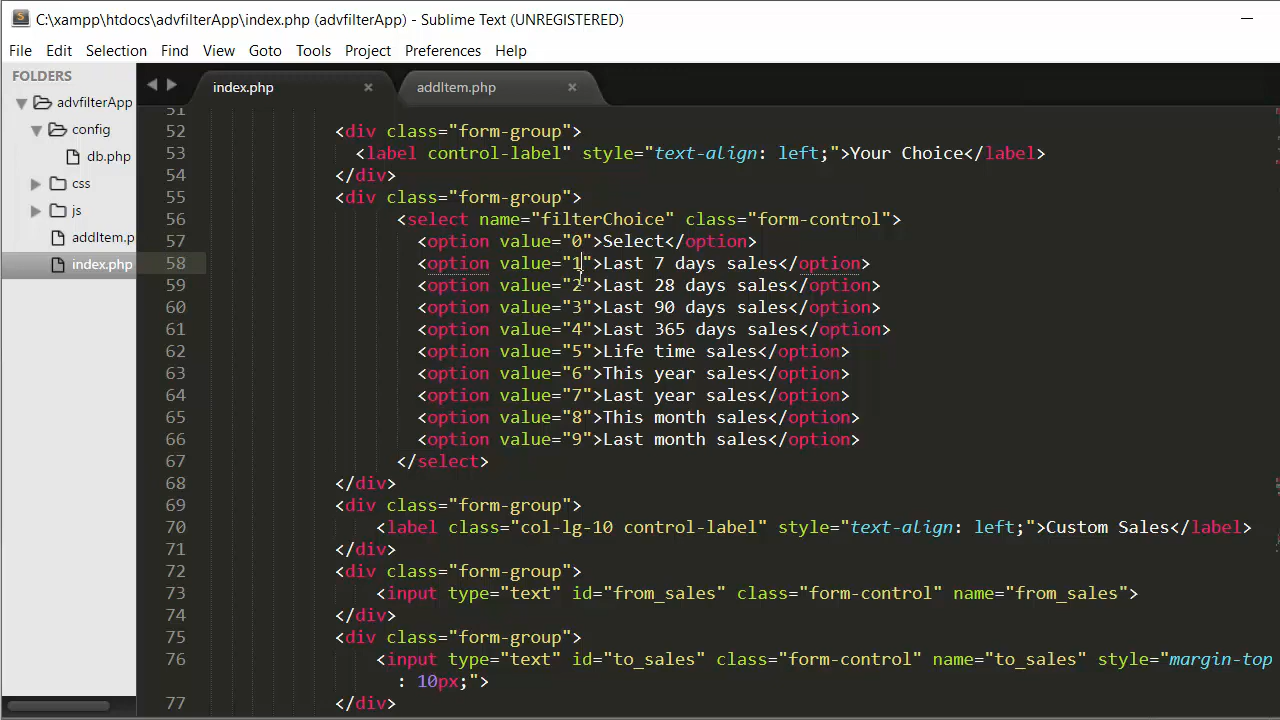 C:\xampp\htdocs\advfilterApp\index.php (advfilterApp) - Sublime Text (UNREGISTERED)
File Edit Selection Find View Goto Tools Project Preferences Help
FOLDERS
advfilterApp
config
db.php
css
js
addItem.p
index.php
index.php × addItem.php ×
51
52 <div class="form-group">
53 <label control-label" style="text-align: left;">Your Choice</label>
54 </div>
55 <div class="form-group">
56 <select name="filterChoice" class="form-control">
57 <option value="0">Select</option>
58 <option value="1">Last 7 days sales</option>
59 <option value="2">Last 28 days sales</option>
60 <option value="3">Last 90 days sales</option>
61 <option value="4">Last 365 days sales</option>
62 <option value="5">Life time sales</option>
63 <option value="6">This year sales</option>
64 <option value="7">Last year sales</option>
65 <option value="8">This month sales</option>
66 <option value="9">Last month sales</option>
67 </select>
68 </div>
69 <div class="form-group">
70 <label class="col-lg-10 control-label" style="text-align: left;">Custom Sales</label>
71 </div>
72 <div class="form-group">
73 <input type="text" id="from_sales" class="form-control" name="from_sales">
74 </div>
75 <div class="form-group">
76 <input type="text" id="to_sales" class="form-control" name="to_sales" style="margin-top
: 10px;">
77 </div>